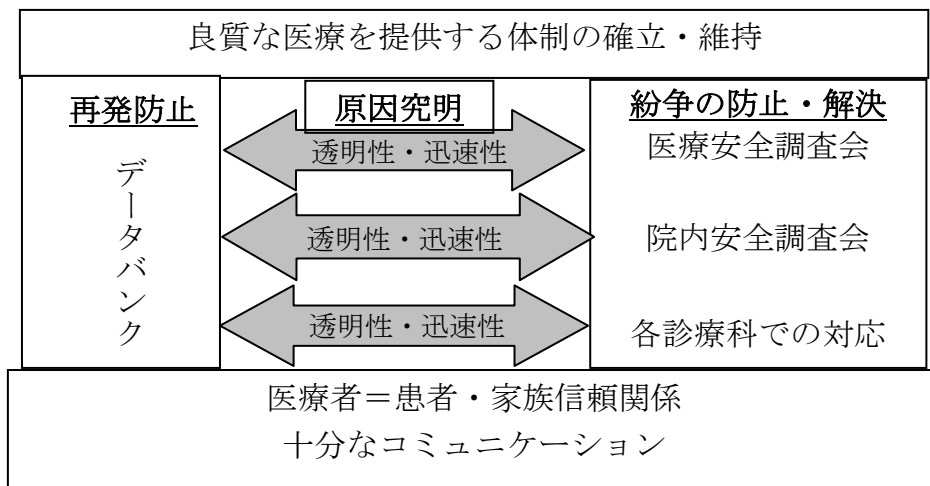 良質な医療を提供する体制の確立・維持
再発防止
データバンク
原因究明
透明性・迅速性
透明性・迅速性
透明性・迅速性
紛争の防止・解決
医療安全調査会
院内安全調査会
各診療科での対応
医療者＝患者・家族信頼関係
十分なコミュニケーション